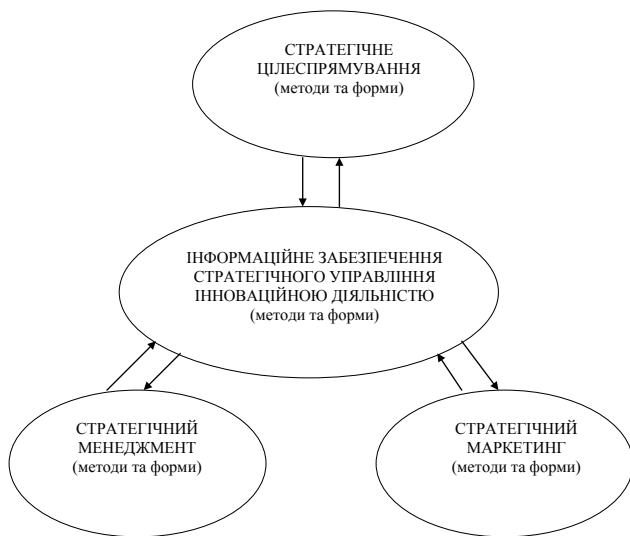 СТРАТЕГІЧНЕ
ЦІЛЕСПРЯМУВАННЯ
(методи та форми)
ІНФОРМАЦІЙНЕ ЗАБЕЗПЕЧЕННЯ
СТРАТЕГІЧНОГО УПРАВЛІННЯ
ІННОВАЦІЙНОЮ ДІЯЛЬНІСТЮ
(методи та форми)
СТРАТЕГІЧНИЙ
МЕНЕДЖМЕНТ
(методи та форми)
СТРАТЕГІЧНИЙ
МАРКЕТИНГ
(методи та форми)